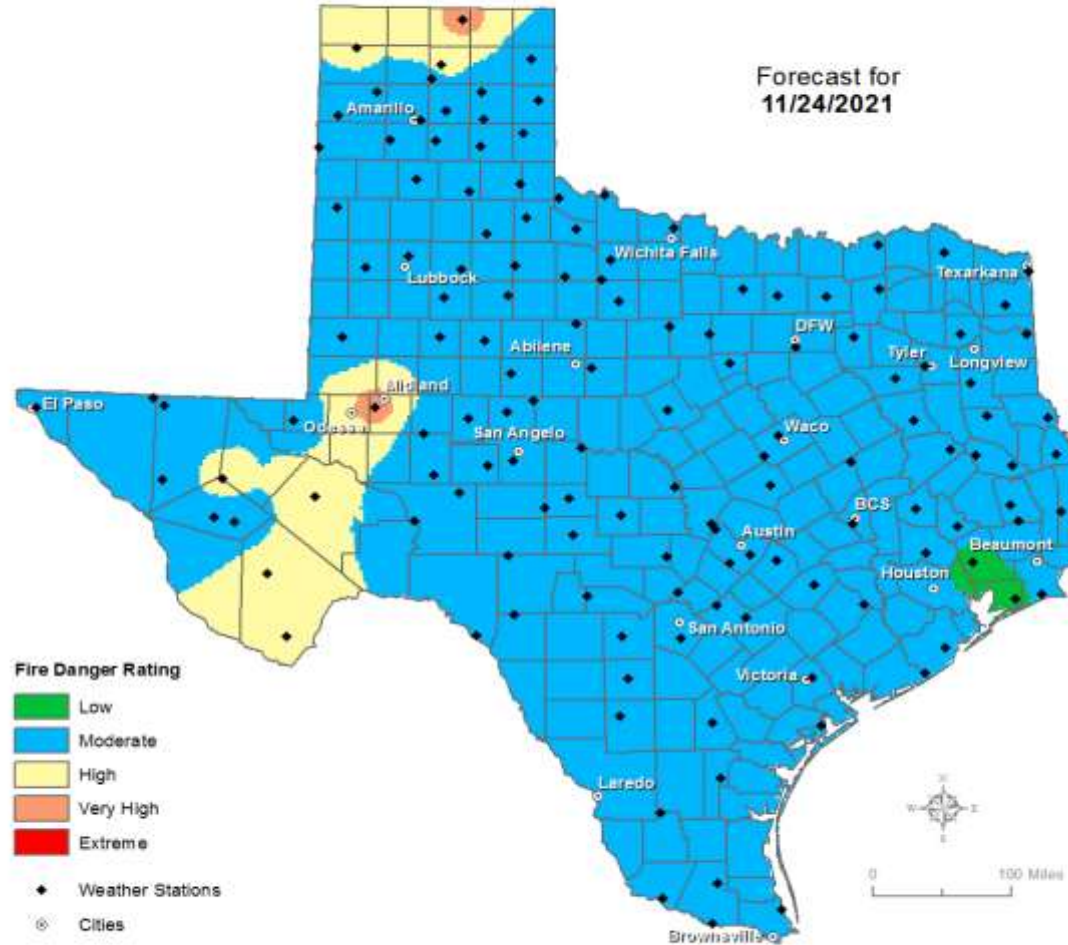 Forecast for
11/24/2021
Amarillo
Wichita Falls
Lubbock
Texarkana
DFW
Abilene
Tyler
Longview
Midland
El Paso
Odessa
San Angelo
Waco
BCS
Austin
Beaumont
Houston
San Antonio
Victoria
Laredo
Brownsville
Fire Danger Rating
Low
Moderate
High
Very High
Extreme
Weather Stations
Cities
N
W
E
S
0 100 Miles